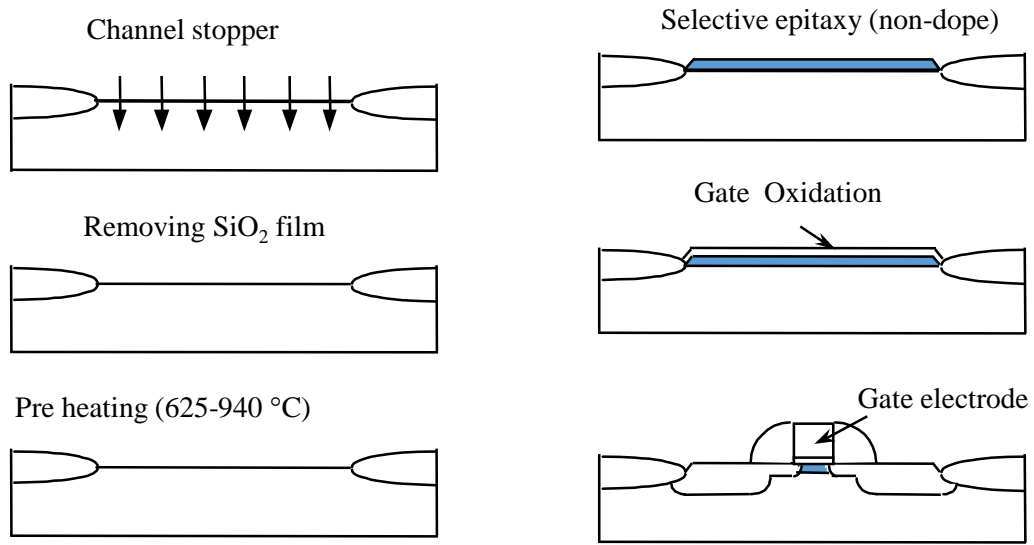 Channel stopper
Removing SiO₂ film
Pre heating (625-940 °C)
Selective epitaxy (non-dope)
Gate Oxidation
Gate electrode